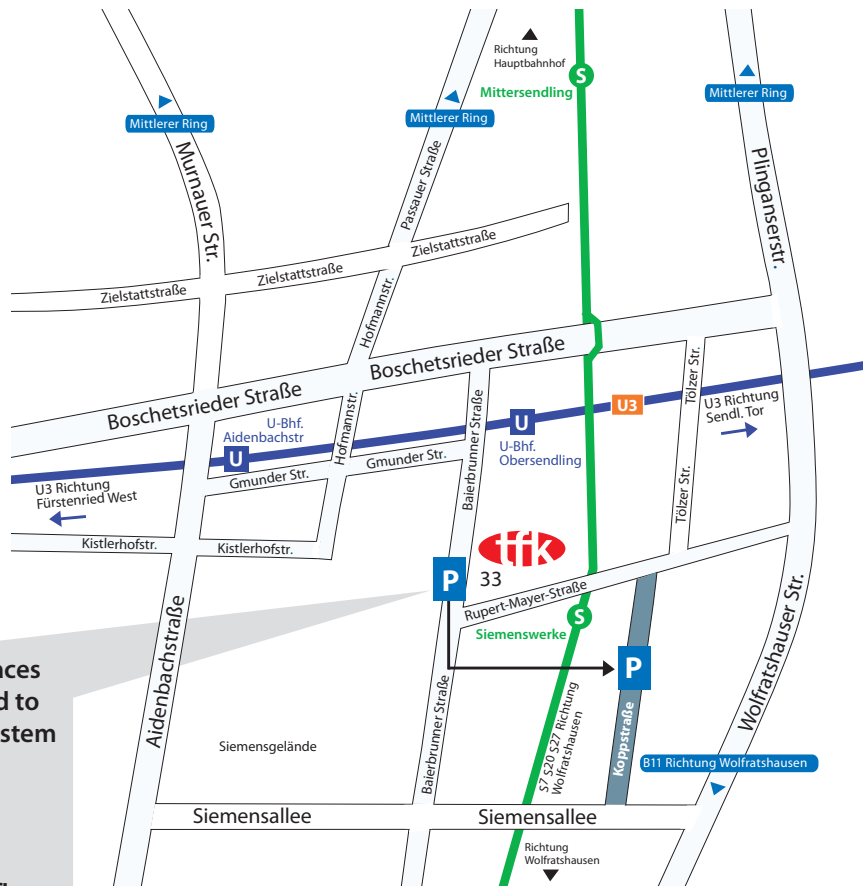 Richtung
Hauptbahnhof
S
Mittersendling
Mittlerer Ring
Mittlerer Ring
Mittlerer Ring
Murnauer Str.
Passauer Straße
Plinganserstr.
Zielstattstraße
Zielstattstraße
Zielstattstraße
Hofmannstr.
Boschetsrieder Straße
Boschetsrieder Straße
Tölzer Str.
U3
U3 Richtung
Sendl. Tor
U-Bhf.
Aidenbachstr
U
U
U-Bhf.
Obersendling
Hofmannstr.
Baierbrunner Straße
Gmunder Str.
Gmunder Str.
U3 Richtung
Fürstenried West
Tölzer Str.
Kistlerhofstr.
Kistlerhofstr.
tfk
33
P
Rupert-Mayer-Straße
S
Siemenswerke
P
Aidenbachstraße
Wolfratshauser Str.
nces
d to
stem
Baierbrunner Straße
S7 S20 S27 Richtung
Wolfratshausen
Koppstraße
Siemensgelände
B11 Richtung Wolfratshausen
Siemensallee
Siemensallee
Richtung
Wolfratshausen